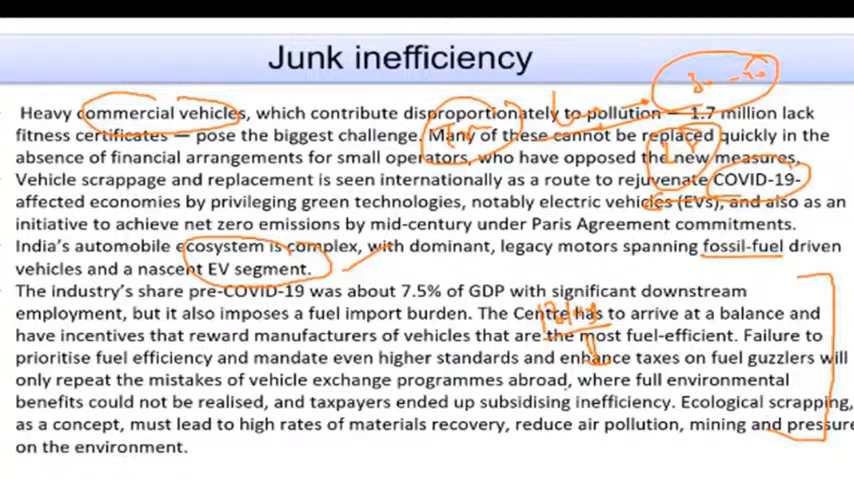 Junk inefficiency
Heavy commercial vehicles, which contribute disproportionately to pollution — 1.7 million lack
fitness certificates — pose the biggest challenge. Many of these cannot be replaced quickly in the
absence of financial arrangements for small operators, who have opposed the new measures.
Vehicle scrappage and replacement is seen internationally as a route to rejuvenate COVID-19-
affected economies by privileging green technologies, notably electric vehicles (EVs), and also as an
initiative to achieve net zero emissions by mid-century under Paris Agreement commitments.
India's automobile ecosystem is complex, with dominant, legacy motors spanning fossil-fuel driven
vehicles and a nascent EV segment.
The industry's share pre-COVID-19 was about 7.5% of GDP with significant downstream
employment, but it also imposes a fuel import burden. The Centre has to arrive at a balance and
have incentives that reward manufacturers of vehicles that are the most fuel-efficient. Failure to
prioritise fuel efficiency and mandate even higher standards and enhance taxes on fuel guzzlers will
only repeat the mistakes of vehicle exchange programmes abroad, where full environmental
benefits could not be realised, and taxpayers ended up subsidising inefficiency. Ecological scrapping,
as a concept, must lead to high rates of materials recovery, reduce air pollution, mining and pressure
on the environment.